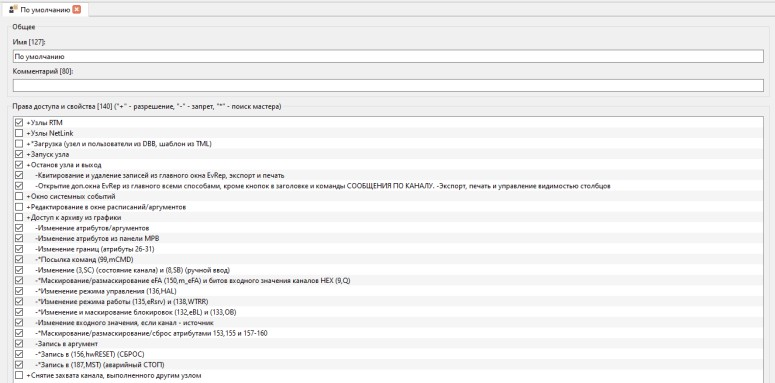 По умолчанию
Общее
Имя [127]:
По умолчанию
Комментарий [80]:
Права доступа и свойства [140] ("+" - разрешение, "-" - запрет, "*" - поиск мастера)
+Узлы RTM
+Узлы NetLink
+*Загрузка (узел и пользователи из DBB, шаблон из TML)
+Запуск узла
+Останов узла и выход
-Квитирование и удаление записей из главного окна EvRep, экспорт и печать
-Открытие доп.окна EvRep из главного всеми способами, кроме кнопок в заголовке и команды СООБЩЕНИЯ ПО КАНАЛУ. -Экспорт, печать и управление видимостью столбцов
+Окно системных событий
+Редактирование в окне расписаний/аргументов
+Доступ к архиву из графики
-Изменение атрибутов/аргументов
-Изменение атрибутов из панели МРВ
-Изменение границ (атрибуты 26-31)
-*Посылка команд (99,mCMD)
-Изменение (3,SC) (состояние канала) и (8,SB) (ручной ввод)
-*Маскирование/размаскирование eFA (150,m_eFA) и битов входного значения каналов HEX (9,Q)
-*Изменение режима управления (136,HAL)
-*Изменение режима работы (135,eRsrv) и (138,WTRR)
-*Изменение и маскирование блокировок (132,eBL) и (133,OB)
-Изменение входного значения, если канал - источник
-*Маскирование/размаскирование/сброс атрибутами 153,155 и 157-160
-Запись в аргумент
-*Запись в (156,hwRESET) (СБРОС)
-*Запись в (187,MST) (аварийный СТОП)
+Снятие захвата канала, выполненного другим узлом